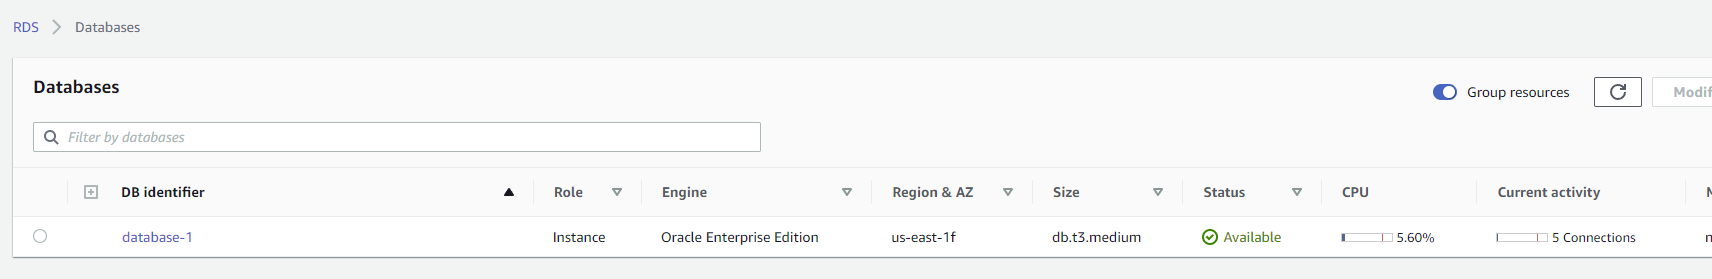 RDS > Databases
Databases
Group resources
Modif
Filter by databases
DB identifier Role Engine Region & AZ Size Status CPU Current activity
database-1 Instance Oracle Enterprise Edition us-east-1f db.t3.medium Available 5.60% 5 Connections